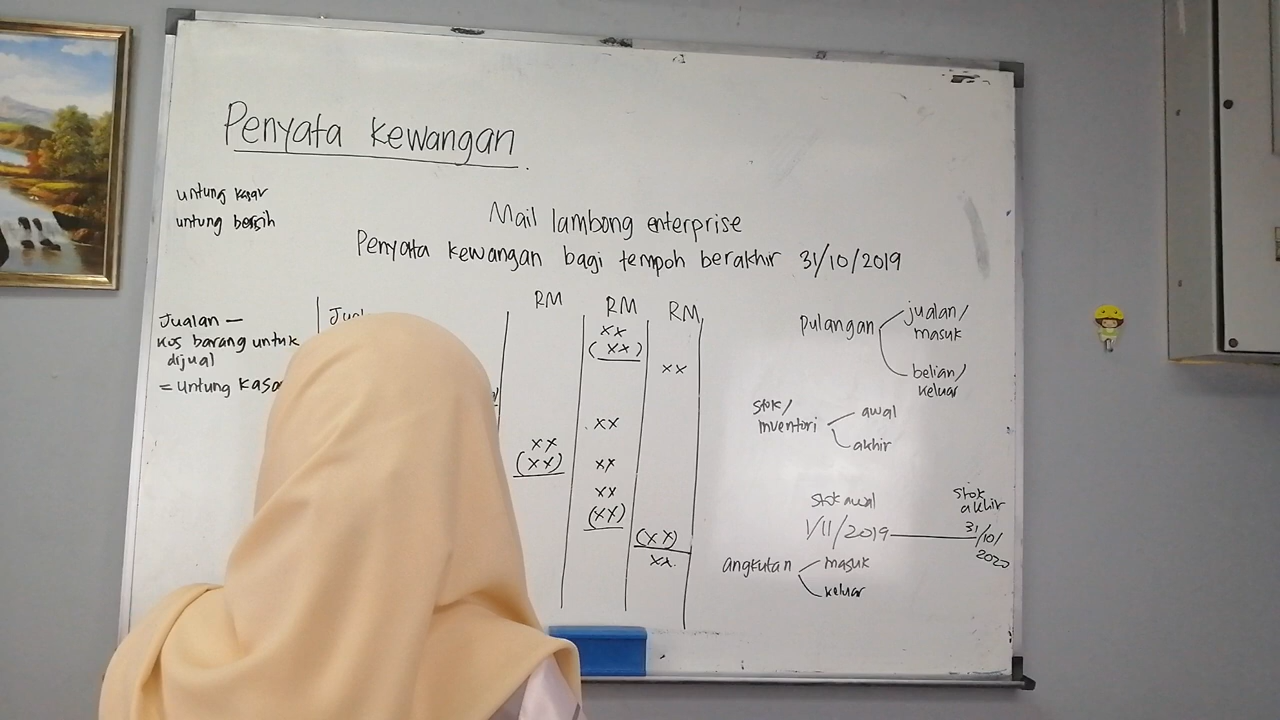 Penyata Kewangan
untung kasar
untung bersih
Mail lambong enterprise
Penyata kewangan bagi tempoh berakhir 31/10/2019
Jualan –
kos barang untuk
dijual
= untung
RM RM RM
xx
(xx)
xx
xx
xx
(xx) xx
xx
(xx)
(xx)
xx.
Pulangan
jualan/
masuk
belian/
keluar
stok/
inventori
awal
akhir
stok awal
1/11/2019
stok
akhir
31/10/
2020
angkutan
masuk
keluar